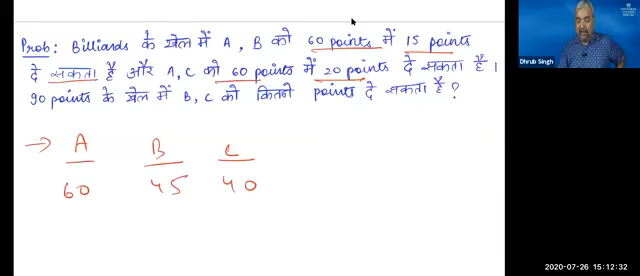 Prob: Billiards के खेल में A, B को 60 points में 15 points
दे सकता है और A, C को 60 points में 20 points दे सकता है ।
90 points के खेल में B, C को कितने points दे सकता है ?
→ A B C
60 45 40
Dhrub Singh
2020-07-26 15:12:32